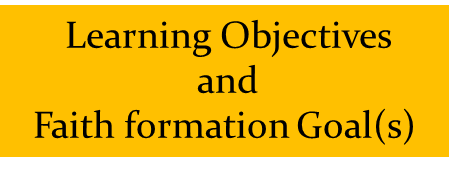 Learning Objectives
and
Faith formation Goal(s)